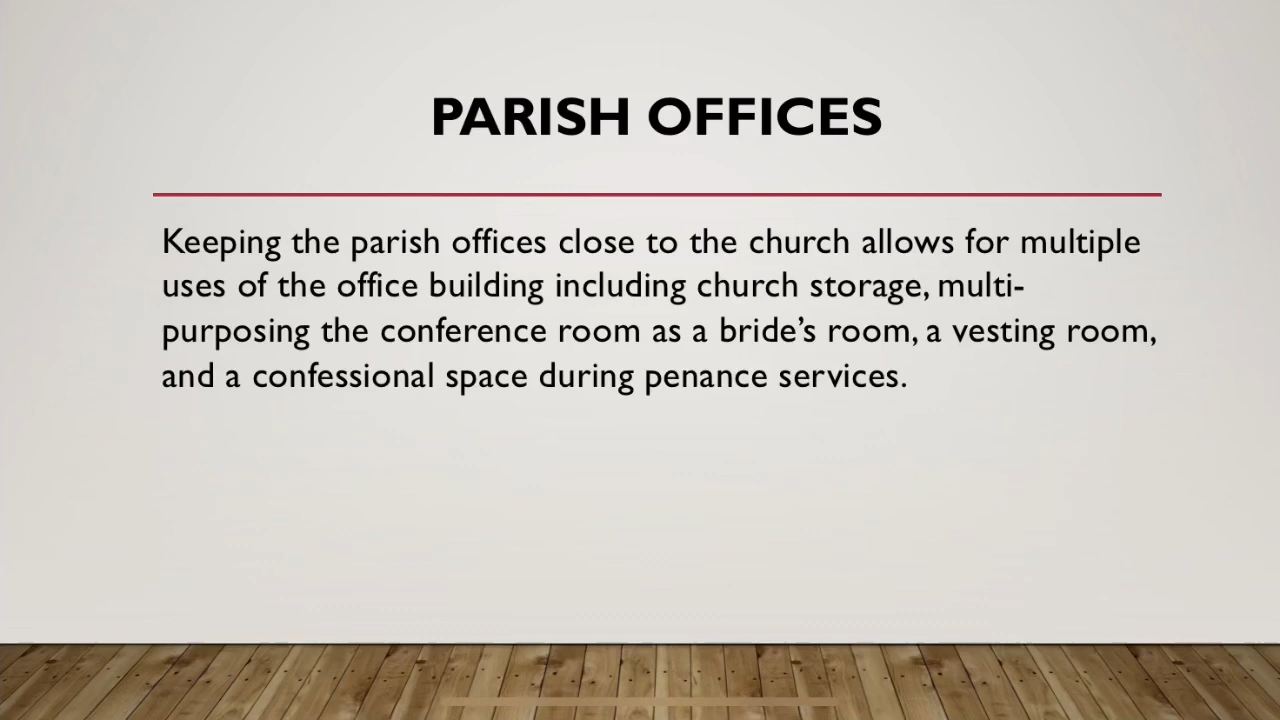 PARISH OFFICES
Keeping the parish offices close to the church allows for multiple
uses of the office building including church storage, multi-
purposing the conference room as a bride’s room, a vesting room,
and a confessional space during penance services.